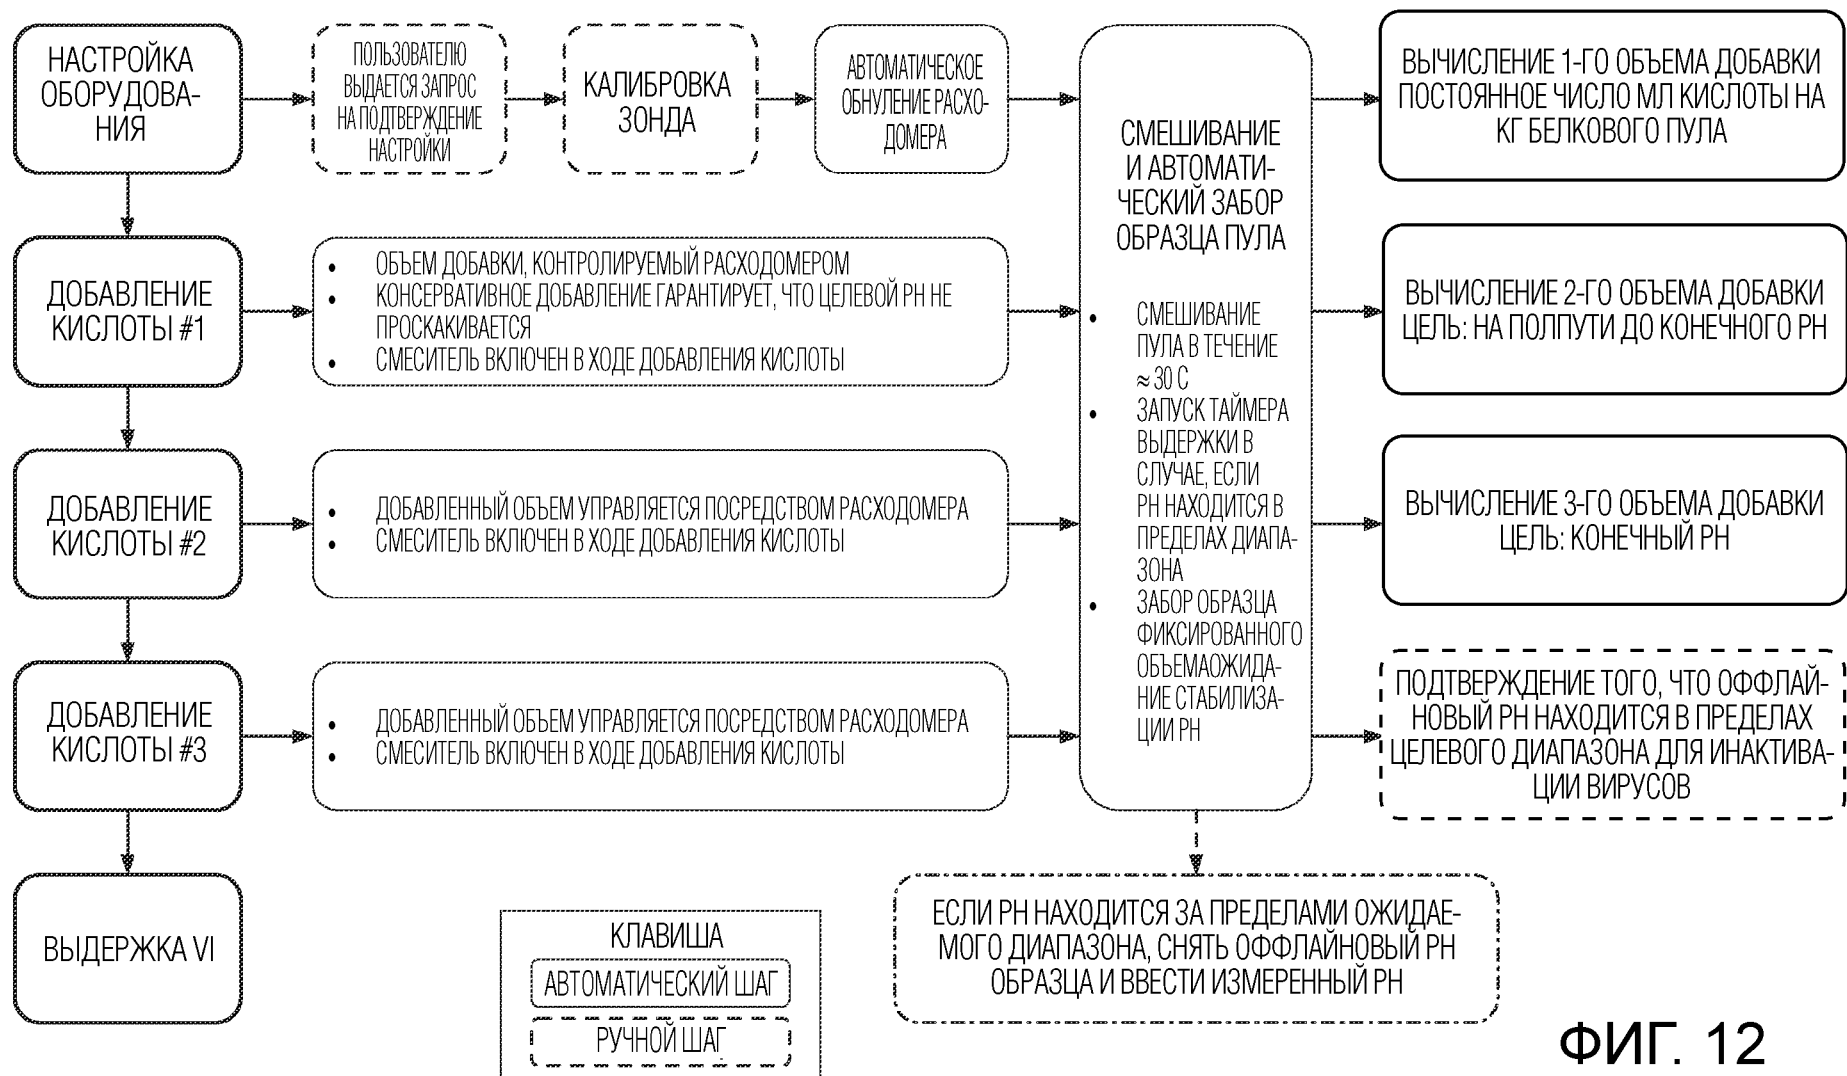 НАСТРОЙКА
ОБОРУДОВА-
НИЯ
ПОЛЬЗОВАТЕЛЮ
ВЫДАЕТСЯ ЗАПРОС
НА ПОДТВЕРЖДЕНИЕ
НАСТРОЙКИ
КАЛИБРОВКА
ЗОНДА
АВТОМАТИЧЕСКОЕ
ОБНУЛЕНИЕ РАСХО-
ДОМЕРА
СМЕШИВАНИЕ
И АВТОМАТИ-
ЧЕСКИЙ ЗАБОР
ОБРАЗЦА ПУЛА
• СМЕШИВАНИЕ
ПУЛА В ТЕЧЕНИЕ
≈ 30 С
• ЗАПУСК ТАЙМЕРА
ВЫДЕРЖКИ В
СЛУЧАЕ, ЕСЛИ
PH НАХОДИТСЯ В
ПРЕДЕЛАХ ДИАПА-
ЗОНА
• ЗАБОР ОБРАЗЦА
ФИКСИРОВАННОГО
ОБЪЕМАОЖИДА-
НИЕ СТАБИЛИЗА-
ЦИИ PH
ВЫЧИСЛЕНИЕ 1-ГО ОБЪЕМА ДОБАВКИ
ПОСТОЯННОЕ ЧИСЛО МЛ КИСЛОТЫ НА
КГ БЕЛКОВОГО ПУЛА
ДОБАВЛЕНИЕ
КИСЛОТЫ #1
• ОБЪЕМ ДОБАВКИ, КОНТРОЛИРУЕМЫЙ РАСХОДОМЕРОМ
• КОНСЕРВАТИВНОЕ ДОБАВЛЕНИЕ ГАРАНТИРУЕТ, ЧТО ЦЕЛЕВОЙ PH НЕ
ПРОСКАКИВАЕТСЯ
• СМЕСИТЕЛЬ ВКЛЮЧЕН В ХОДЕ ДОБАВЛЕНИЯ КИСЛОТЫ
ВЫЧИСЛЕНИЕ 2-ГО ОБЪЕМА ДОБАВКИ
ЦЕЛЬ: НА ПОЛПУТИ ДО КОНЕЧНОГО PH
ДОБАВЛЕНИЕ
КИСЛОТЫ #2
• ДОБАВЛЕННЫЙ ОБЪЕМ УПРАВЛЯЕТСЯ ПОСРЕДСТВОМ РАСХОДОМЕРА
• СМЕСИТЕЛЬ ВКЛЮЧЕН В ХОДЕ ДОБАВЛЕНИЯ КИСЛОТЫ
ВЫЧИСЛЕНИЕ 3-ГО ОБЪЕМА ДОБАВКИ
ЦЕЛЬ: КОНЕЧНЫЙ PH
ДОБАВЛЕНИЕ
КИСЛОТЫ #3
• ДОБАВЛЕННЫЙ ОБЪЕМ УПРАВЛЯЕТСЯ ПОСРЕДСТВОМ РАСХОДОМЕРА
• СМЕСИТЕЛЬ ВКЛЮЧЕН В ХОДЕ ДОБАВЛЕНИЯ КИСЛОТЫ
ПОДТВЕРЖДЕНИЕ ТОГО, ЧТО ОФФЛАЙ-
НОВЫЙ PH НАХОДИТСЯ В ПРЕДЕЛАХ
ЦЕЛЕВОГО ДИАПАЗОНА ДЛЯ ИНАКТИВА-
ЦИИ ВИРУСОВ
ВЫДЕРЖКА VI
ЕСЛИ PH НАХОДИТСЯ ЗА ПРЕДЕЛАМИ ОЖИДАЕ-
МОГО ДИАПАЗОНА, СНЯТЬ ОФФЛАЙНОВЫЙ PH
ОБРАЗЦА И ВВЕСТИ ИЗМЕРЕННЫЙ PH
КЛАВИША
АВТОМАТИЧЕСКИЙ ШАГ
РУЧНОЙ ШАГ
ФИГ. 12